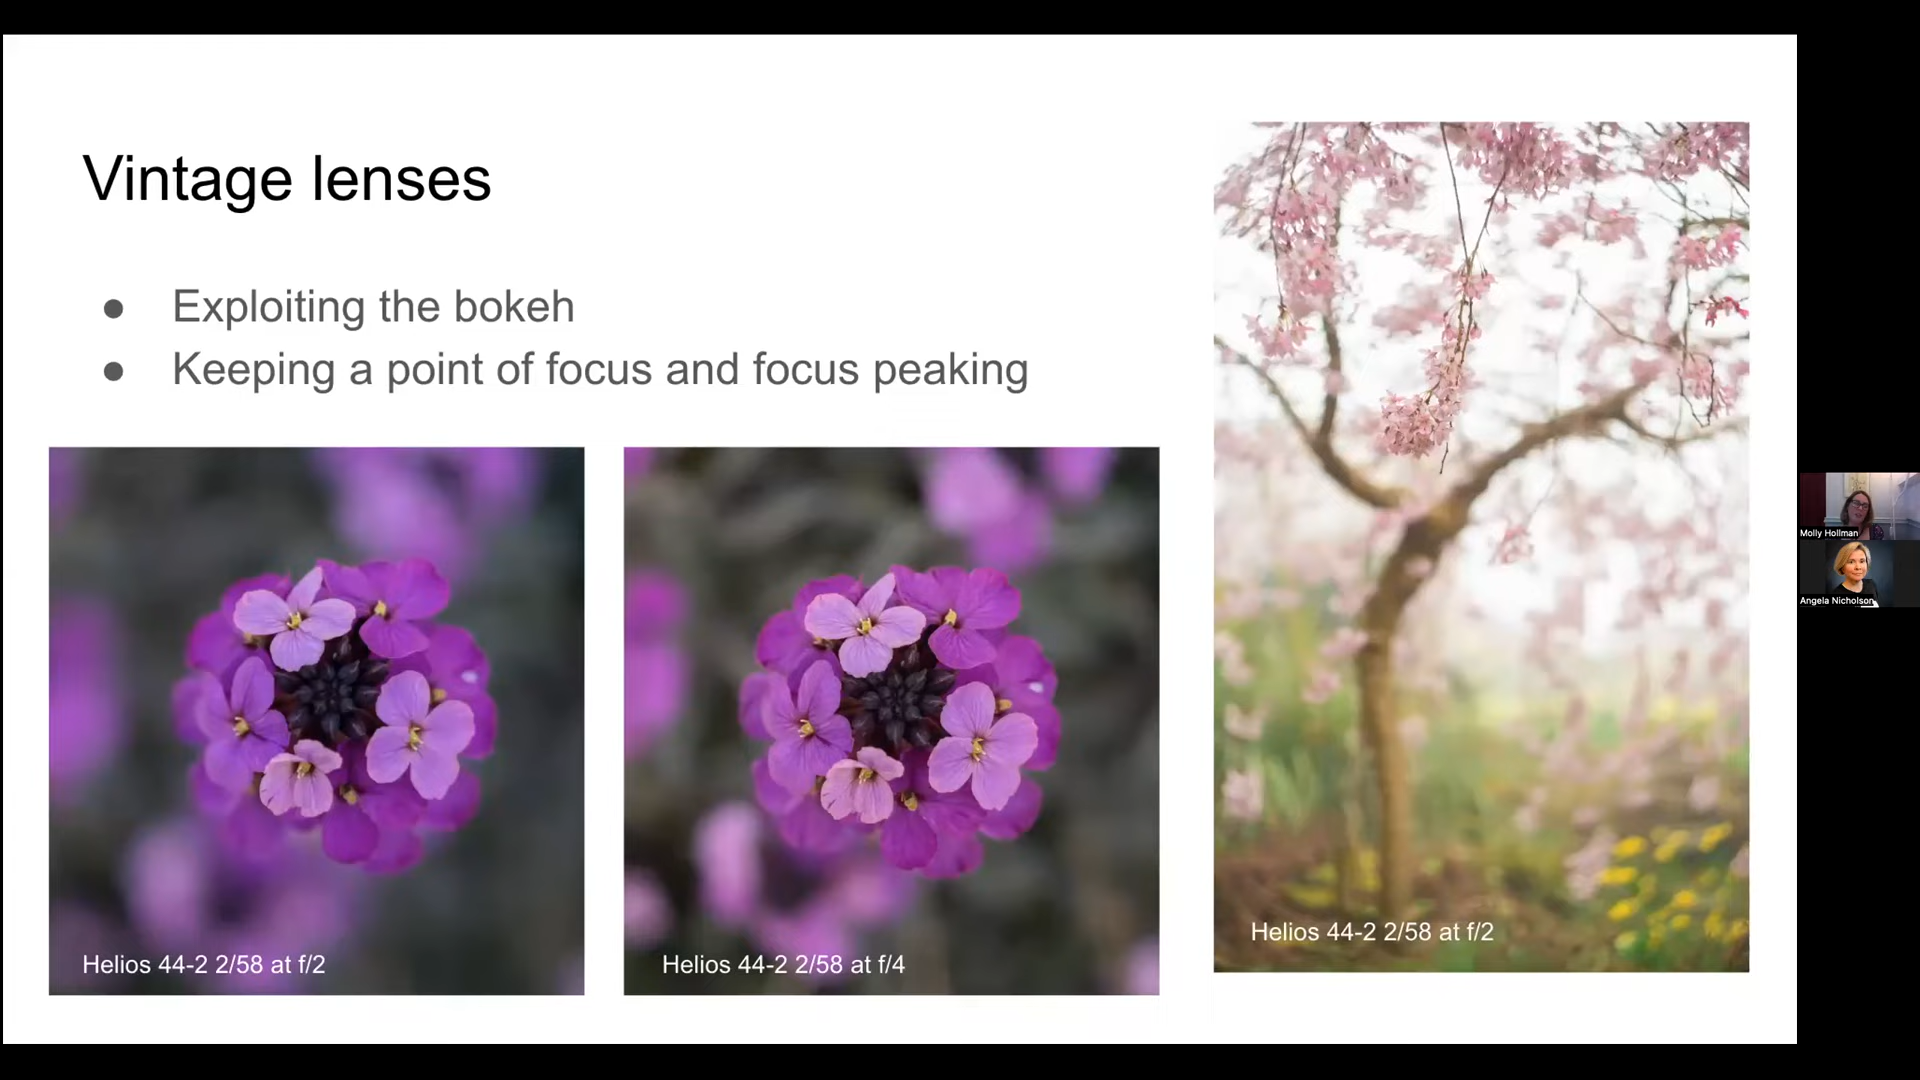 Vintage lenses
● Exploiting the bokeh
● Keeping a point of focus and focus peaking
Helios 44-2 2/58 at f/2
Helios 44-2 2/58 at f/4
Helios 44-2 2/58 at f/2
Molly Hollman
Angela Nicholson